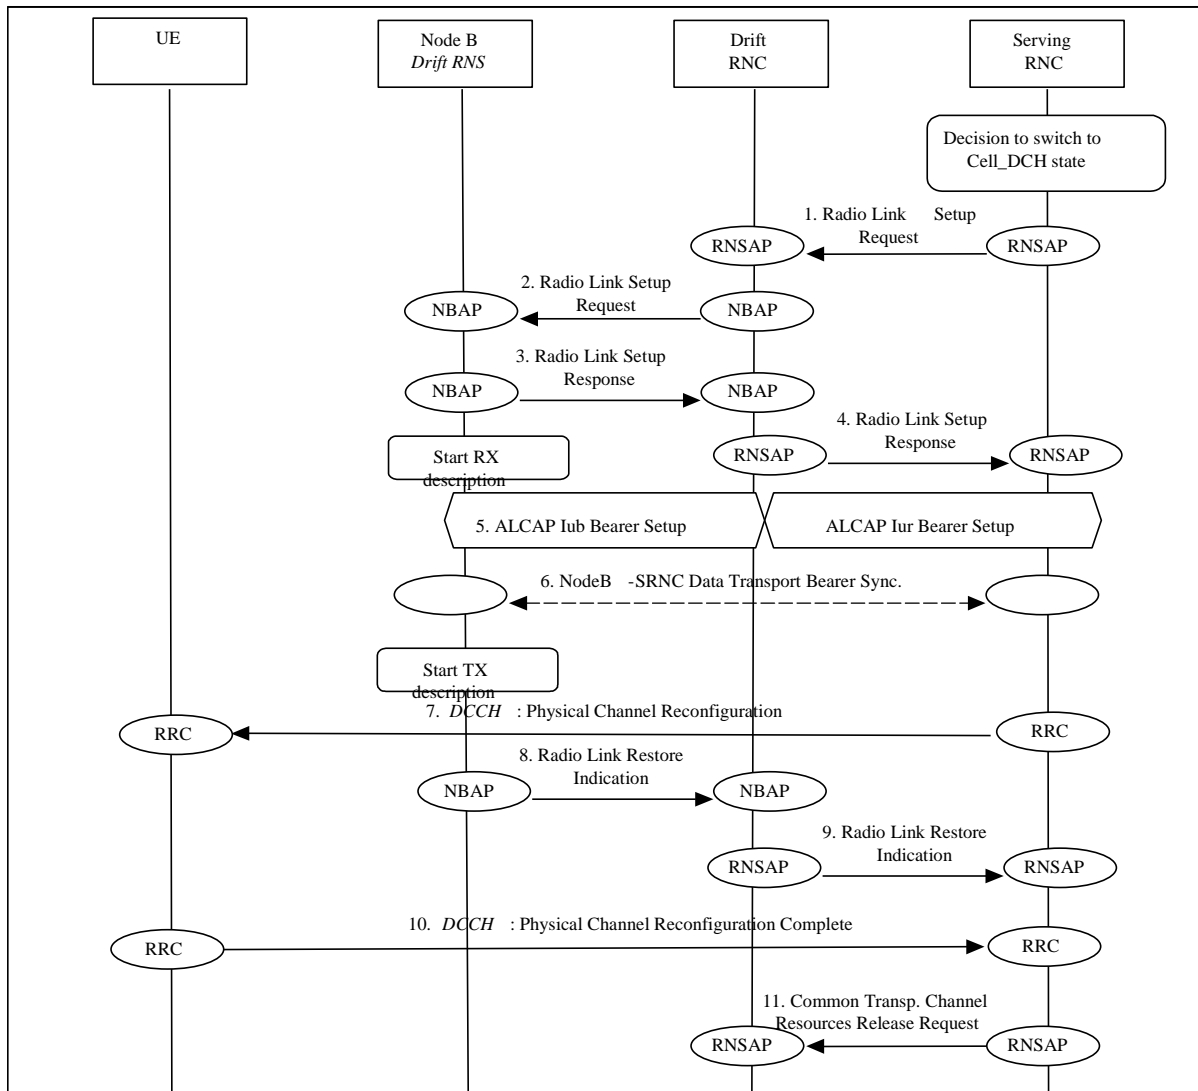 UE
Node B
Drift RNS
Drift
RNC
Serving
RNC
Decision to switch to
Cell_DCH state
1. Radio Link Setup
Request
RNSAP
RNSAP
2. Radio Link Setup
Request
NBAP
NBAP
3. Radio Link Setup
Response
NBAP
NBAP
4. Radio Link Setup
Response
RNSAP
RNSAP
Start RX
description
5. ALCAP Iub Bearer Setup
ALCAP Iur Bearer Setup
6. NodeB -SRNC Data Transport Bearer Sync.
Start TX
description
7. DCCH : Physical Channel Reconfiguration
RRC
RRC
8. Radio Link Restore
Indication
NBAP
NBAP
9. Radio Link Restore
Indication
RNSAP
RNSAP
10. DCCH : Physical Channel Reconfiguration Complete
RRC
RRC
11. Common Transp. Channel
Resources Release Request
RNSAP
RNSAP